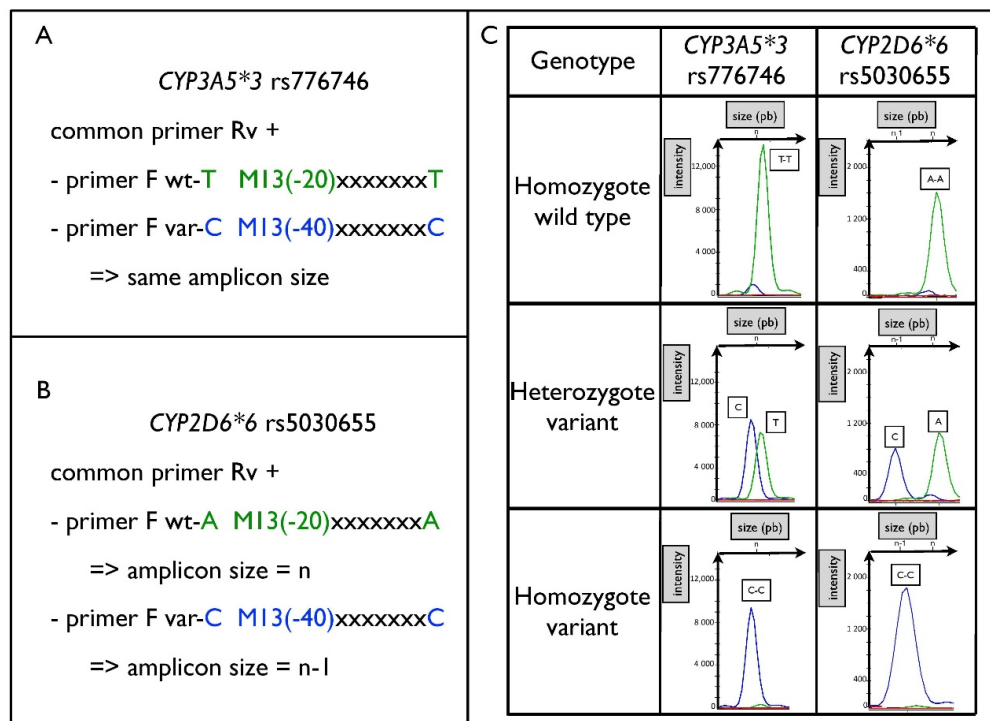 A
CYP3A5*3 rs776746
common primer Rv +
- primer F wt-T M13(-20)xxxxxxxT
- primer F var-C M13(-40)xxxxxxxC
=> same amplicon size
B
CYP2D6*6 rs5030655
common primer Rv +
- primer F wt-A M13(-20)xxxxxxxA
=> amplicon size = n
- primer F var-C M13(-40)xxxxxxxC
=> amplicon size = n-1
C
Genotype
CYP3A5*3
rs776746
CYP2D6*6
rs5030655
Homozygote
wild type
size (pb)
n
intensity
12,000
8 000
4 000
0
T-T
size (pb)
n-1
n
intensity
2 000
1 200
400
0
A-A
Heterozygote
variant
size (pb)
n
intensity
12,000
8 000
4 000
0
C
T
size (pb)
n-1
n
intensity
2 000
1 200
400
0
C
A
Homozygote
variant
size (pb)
n
intensity
12,000
8 000
4 000
0
C-C
size (pb)
n-1
n
intensity
2 000
1 200
400
0
C-C